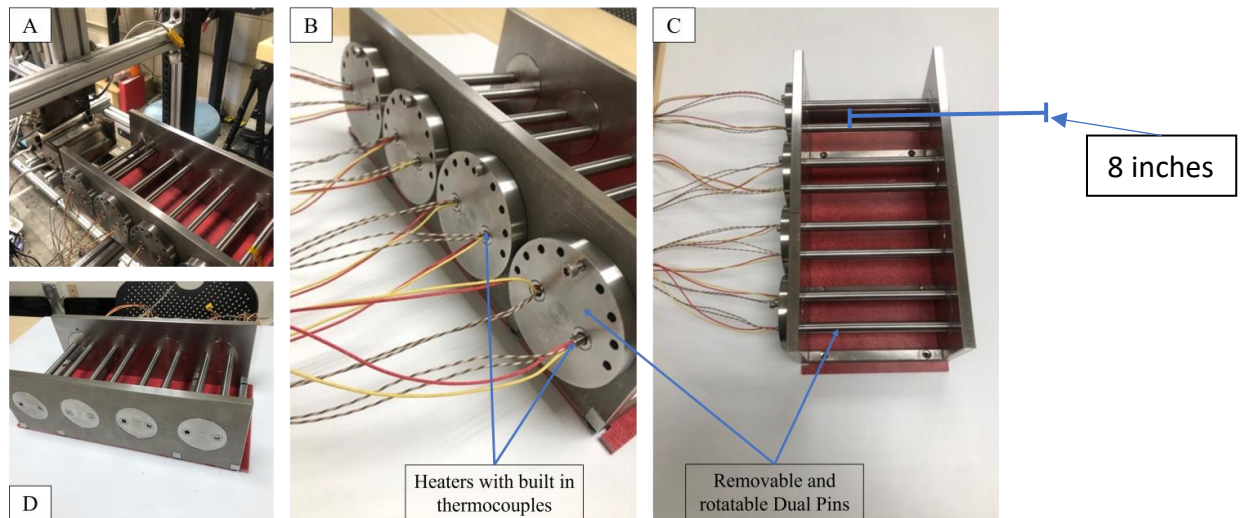 A
B
C
8 inches
D
Heaters with built in
thermocouples
Removable and
rotatable Dual Pins